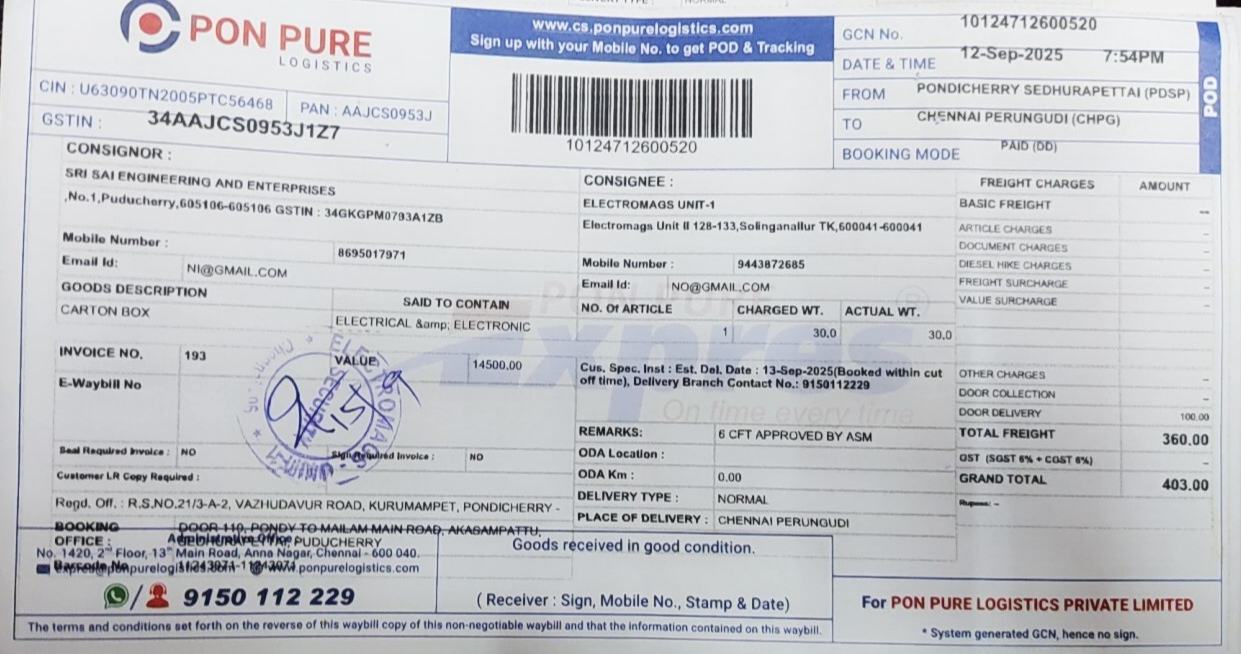 PON PURE
LOGISTICS
CIN : U63090TN2005PTC56468
PAN : AAJCS0953J
GSTIN : 34AAJCS0953J1Z7
www.cs.ponpurelogistics.com
Sign up with your Mobile No. to get POD & Tracking
10124712600520
GCN No. 10124712600520
DATE & TIME 12-Sep-2025 7:54PM
FROM PONDICHERRY SEDHURAPETTAI (PDSP)
TO CHENNAI PERUNGUDI (CHPG)
BOOKING MODE PAID (DD)
POD
CONSIGNOR :
SRI SAI ENGINEERING AND ENTERPRISES
,No.1,Puducherry,605106-605106 GSTIN : 34GKGPM0793A1ZB
Mobile Number : 8695017971
Email Id: NI@GMAIL.COM
GOODS DESCRIPTION SAID TO CONTAIN
CARTON BOX ELECTRICAL &amp; ELECTRONIC
INVOICE NO. 193 VALUE 14500.00
E-Waybill No
Seal Required Invoice : NO Sign Required Invoice : NO
Customer LR Copy Required :
CONSIGNEE :
ELECTROMAGS UNIT-1
Electromags Unit II 128-133,Solinganallur TK,600041-600041
Mobile Number : 9443872685
Email Id: NO@GMAIL.COM
NO. Of ARTICLE CHARGED WT. ACTUAL WT.
1 30.0 30.0
Cus. Spec. Inst : Est. Del. Date : 13-Sep-2025(Booked within cut
off time), Delivery Branch Contact No.: 9150112229
PON PURE
Xpres
On time every time
REMARKS: 6 CFT APPROVED BY ASM
ODA Location :
ODA Km : 0.00
DELIVERY TYPE : NORMAL
PLACE OF DELIVERY : CHENNAI PERUNGUDI
FREIGHT CHARGES AMOUNT
BASIC FREIGHT --
ARTICLE CHARGES -
DOCUMENT CHARGES -
DIESEL HIKE CHARGES -
FREIGHT SURCHARGE -
VALUE SURCHARGE -
OTHER CHARGES -
DOOR COLLECTION -
DOOR DELIVERY 100.00
TOTAL FREIGHT 360.00
GST (SGST 6% + CGST 6%) -
GRAND TOTAL 403.00
Rupees: --
Regd. Off. : R.S.NO.21/3-A-2, VAZHUDAVUR ROAD, KURUMAMPET, PONDICHERRY -
BOOKING OFFICE : DOOR 110, PONDY TO MAILAM MAIN ROAD, AKAGAMPATTU,
PUDUCHERRY
Administrative Office
No. 1420, 2nd Floor, 13th Main Road, Anna Nagar, Chennai - 600 040.
www.ponpurelogistics.com
9150 112 229
Goods received in good condition.
( Receiver : Sign, Mobile No., Stamp & Date)
For PON PURE LOGISTICS PRIVATE LIMITED
* System generated GCN, hence no sign.
The terms and conditions set forth on the reverse of this waybill copy of this non-negotiable waybill and that the information contained on this waybill.